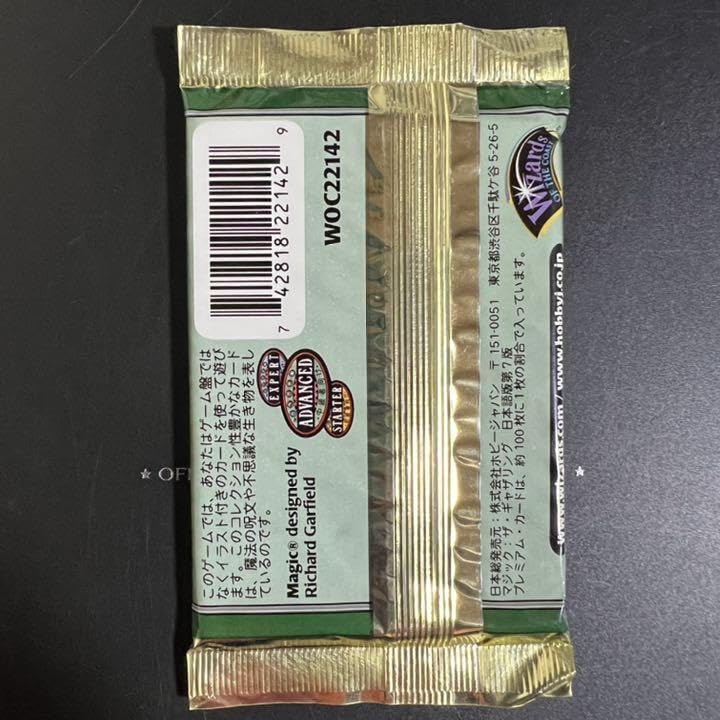 このゲームでは、あなたはゲーム盤では
なくイラスト付きのカードを使って遊び
ます。このコレクション性豊かなカード
は、魔法の呪文や不思議な生き物を表し
ているのです。
Magic® designed by
Richard Garfield
EXPERT
ADVANCED
STARTER
7 42818 22142 9
WOC22142
日本総発売元：株式会社ホビージャパン 〒151-0051 東京都渋谷区千駄ケ谷 5-26-5
マジック：ザ・ギャザリング 日本語版第7版
プレミアム・カードは、約100枚に1枚の割合で入っています。
www.wizards.com / www.hobbyj.co.jp
Wizards
OF THE COAST